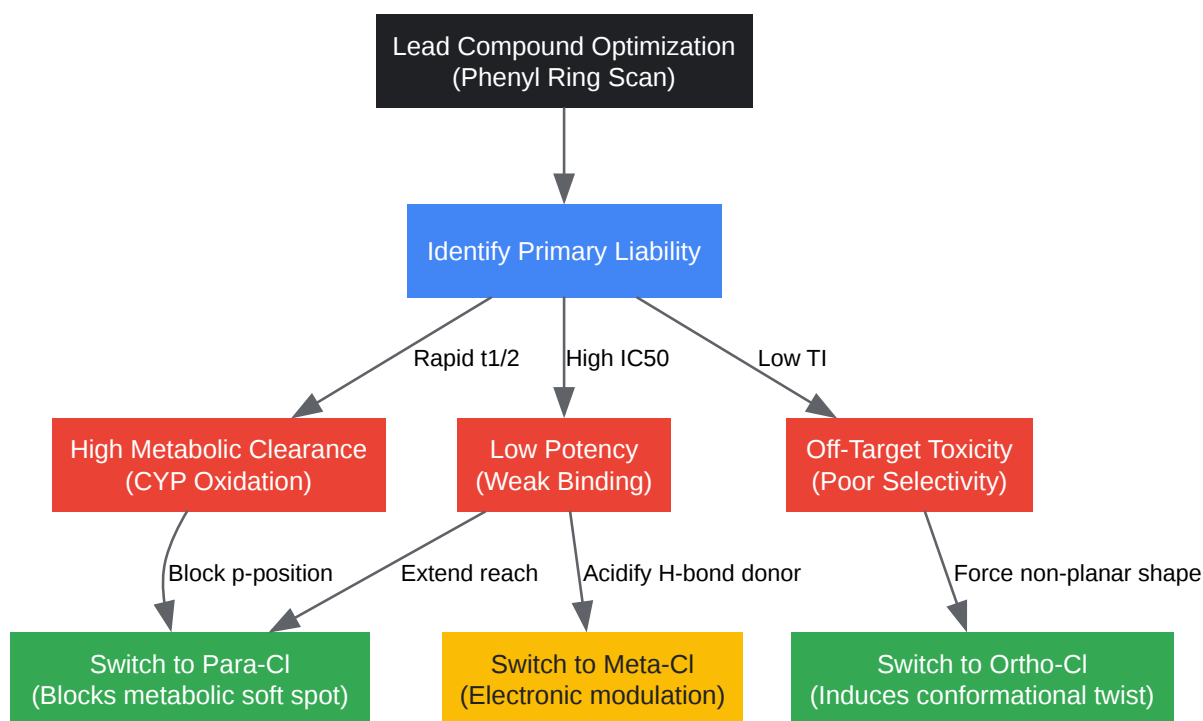 Lead Compound Optimization
(Phenyl Ring Scan)
Identify Primary Liability
Rapid t1/2
High IC50
Low TI
High Metabolic Clearance
(CYP Oxidation)
Low Potency
(Weak Binding)
Off-Target Toxicity
(Poor Selectivity)
Block p-position
Extend reach
Acidify H-bond donor
Force non-planar shape
Switch to Para-Cl
(Blocks metabolic soft spot)
Switch to Meta-Cl
(Electronic modulation)
Switch to Ortho-Cl
(Induces conformational twist)